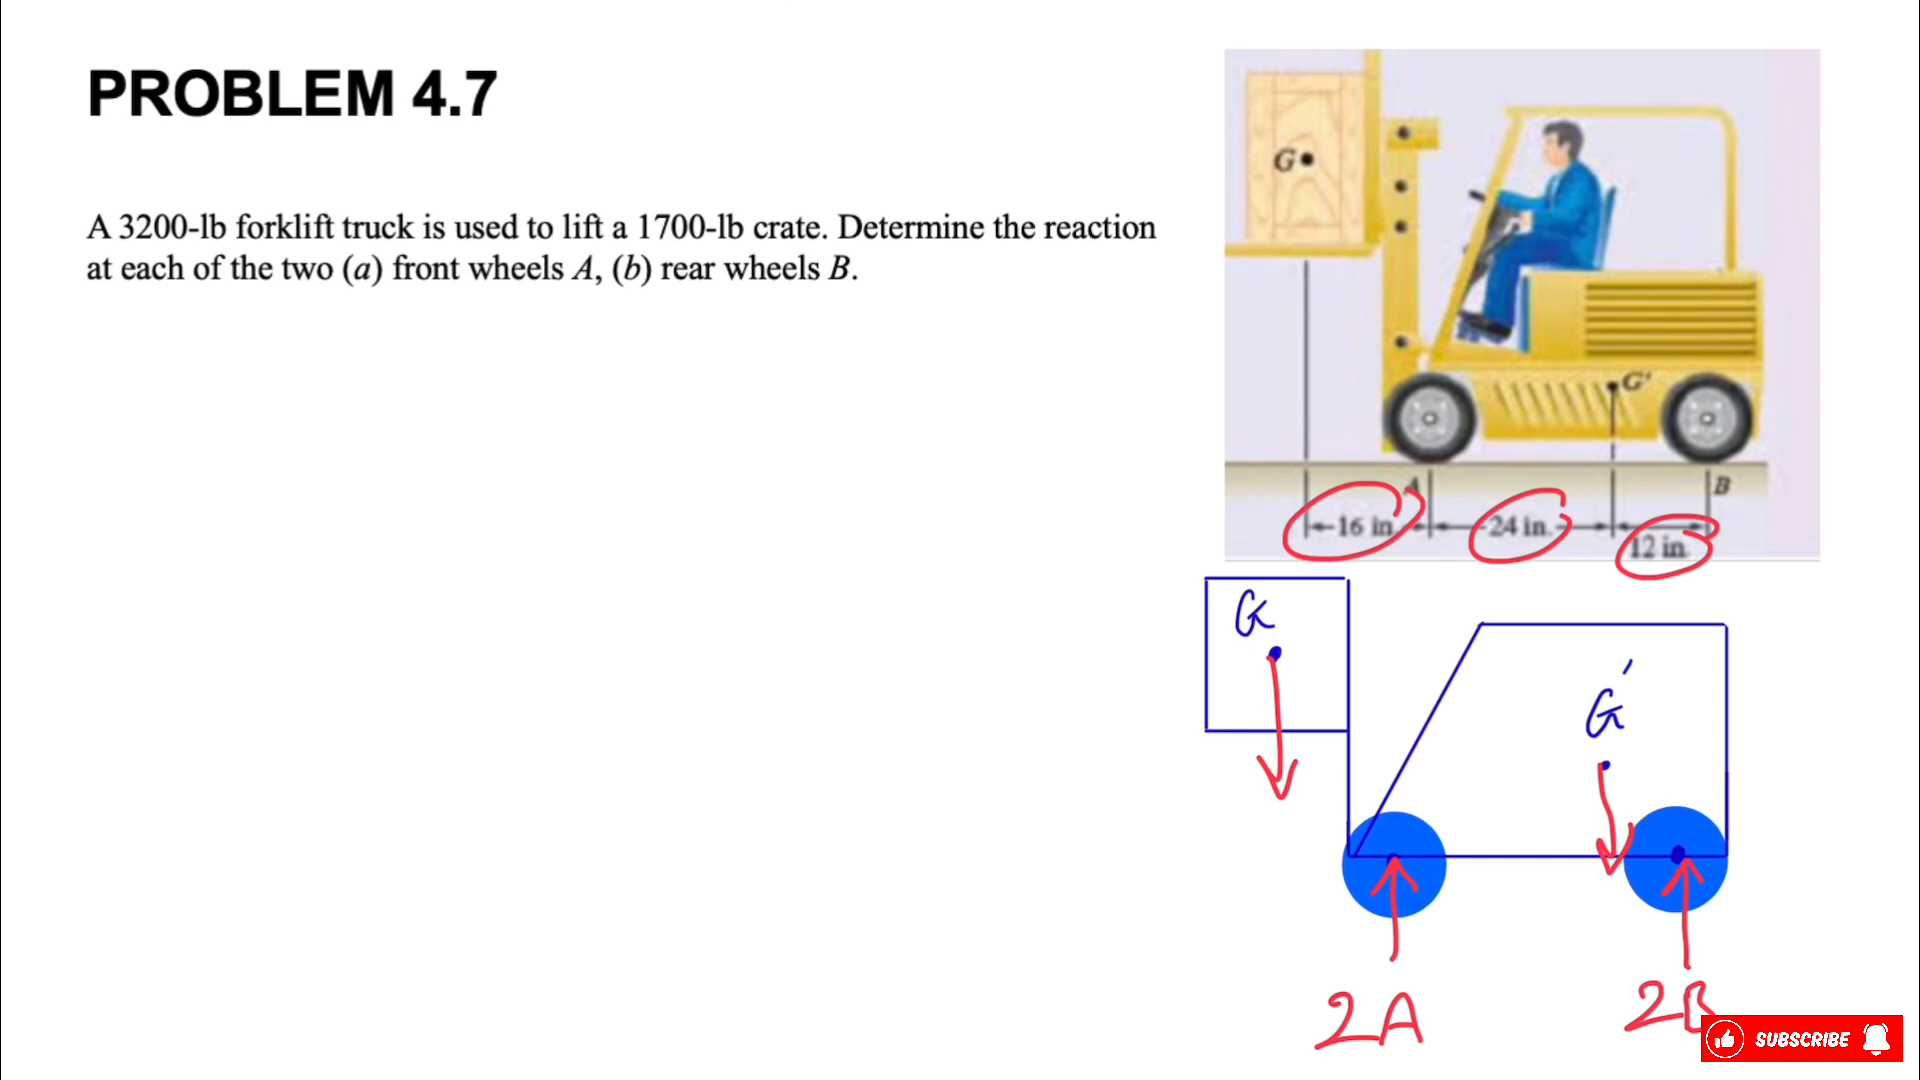 PROBLEM 4.7
A 3200-lb forklift truck is used to lift a 1700-lb crate. Determine the reaction
at each of the two (a) front wheels A, (b) rear wheels B.
G
G'
A
B
16 in.
24 in.
12 in.
G
G'
2A
2B
SUBSCRIBE